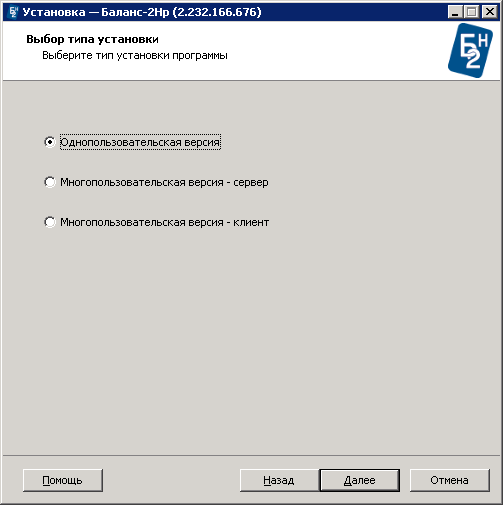 Установка — Баланс-2Нр (2.232.166.676)
Выбор типа установки
Выберите тип установки программы
Б2Н
Однопользовательская версия
Многопользовательская версия - сервер
Многопользовательская версия - клиент
Помощь
Назад
Далее
Отмена